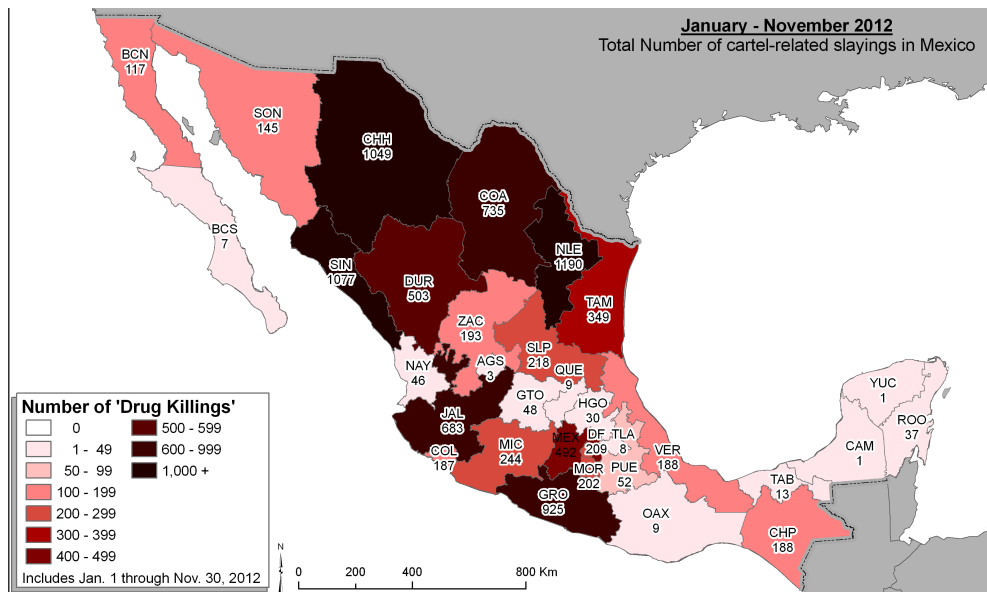 January - November 2012
Total Number of cartel-related slayings in Mexico
BCN
117
SON
145
CHH
1049
COA
735
BCS
7
NLE
1190
SIN
1077
DUR
503
TAM
349
ZAC
193
SLP
218
NAY
46
AGS
3
QUE
9
GTO
48
HGO
30
YUC
1
ROO
37
JAL
683
MEX
492
DF
209
TLA
8
COL
187
MIC
244
VER
188
CAM
1
MOR
202
PUE
52
TAB
13
GRO
925
OAX
9
CHP
188
Number of 'Drug Killings'
0
1 - 49
50 - 99
100 - 199
200 - 299
300 - 399
400 - 499
500 - 599
600 - 999
1,000 +
Includes Jan. 1 through Nov. 30, 2012
N
0 200 400 800 Km